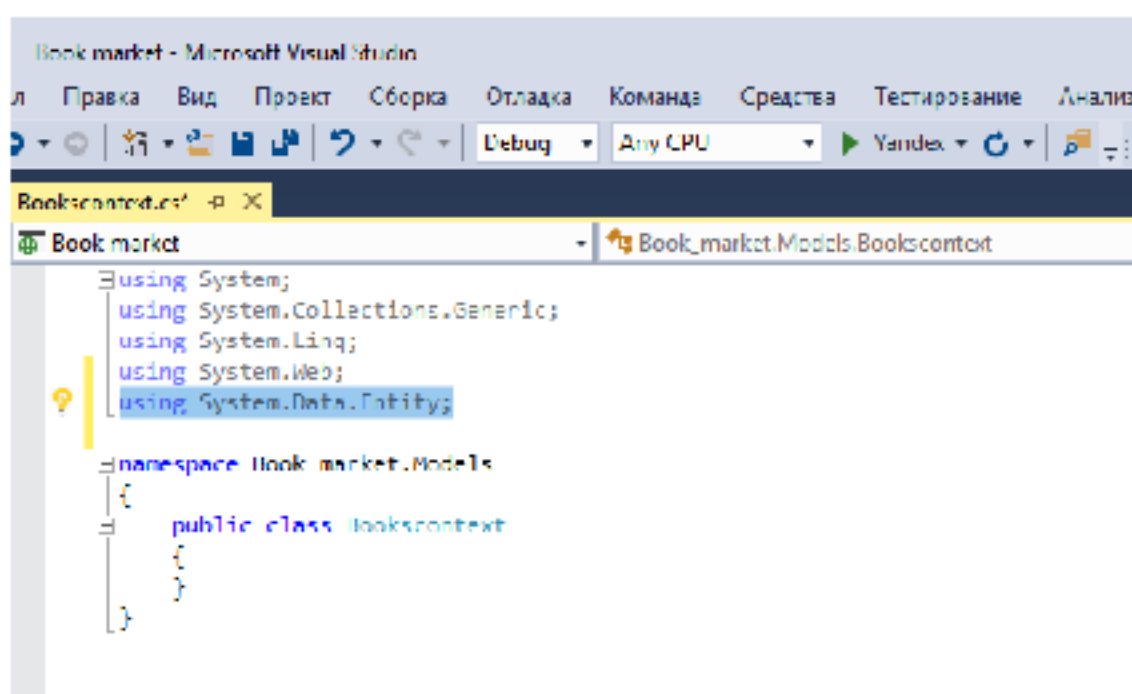 Book market - Microsoft Visual Studio
л Правка Вид Проект Сборка Отладка Команда Средства Тестирование Анализ
Debug Any CPU Yandex
Bookscontext.cs*
Book market Book_market.Models.Bookscontext
using System;
using System.Collections.Generic;
using System.Linq;
using System.Web;
using System.Data.Entity;
namespace Book_market.Models
{
public class Bookscontext
{
}
}